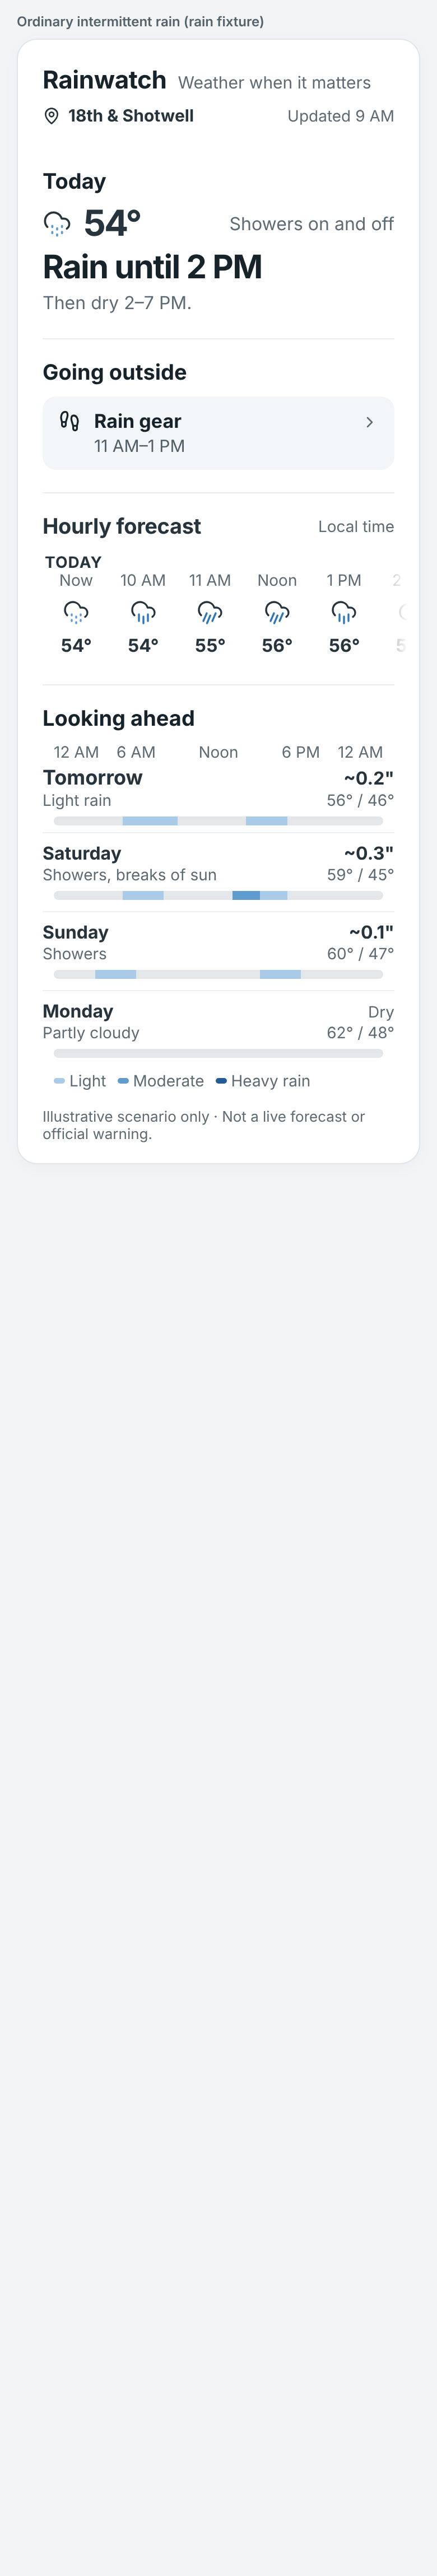 Ordinary intermittent rain (rain fixture)
Rainwatch Weather when it matters
18th & Shotwell Updated 9 AM
Today
54° Showers on and off
Rain until 2 PM
Then dry 2–7 PM.
Going outside
Rain gear
11 AM–1 PM
Hourly forecast Local time
TODAY
Now 10 AM 11 AM Noon 1 PM 2
54° 54° 55° 56° 56° 5
Looking ahead
12 AM 6 AM Noon 6 PM 12 AM
Tomorrow ~0.2"
Light rain 56° / 46°
Saturday ~0.3"
Showers, breaks of sun 59° / 45°
Sunday ~0.1"
Showers 60° / 47°
Monday Dry
Partly cloudy 62° / 48°
Light Moderate Heavy rain
Illustrative scenario only · Not a live forecast or
official warning.